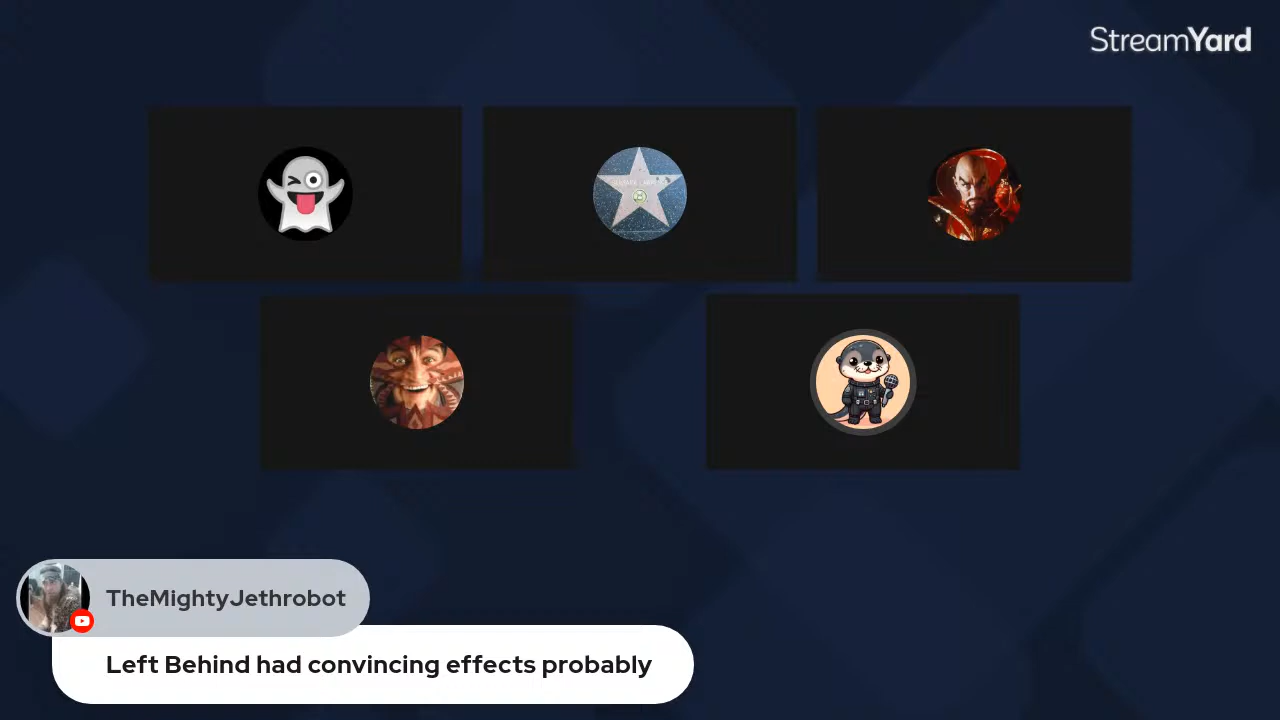 StreamYard
TheMightyJethrobot
Left Behind had convincing effects probably